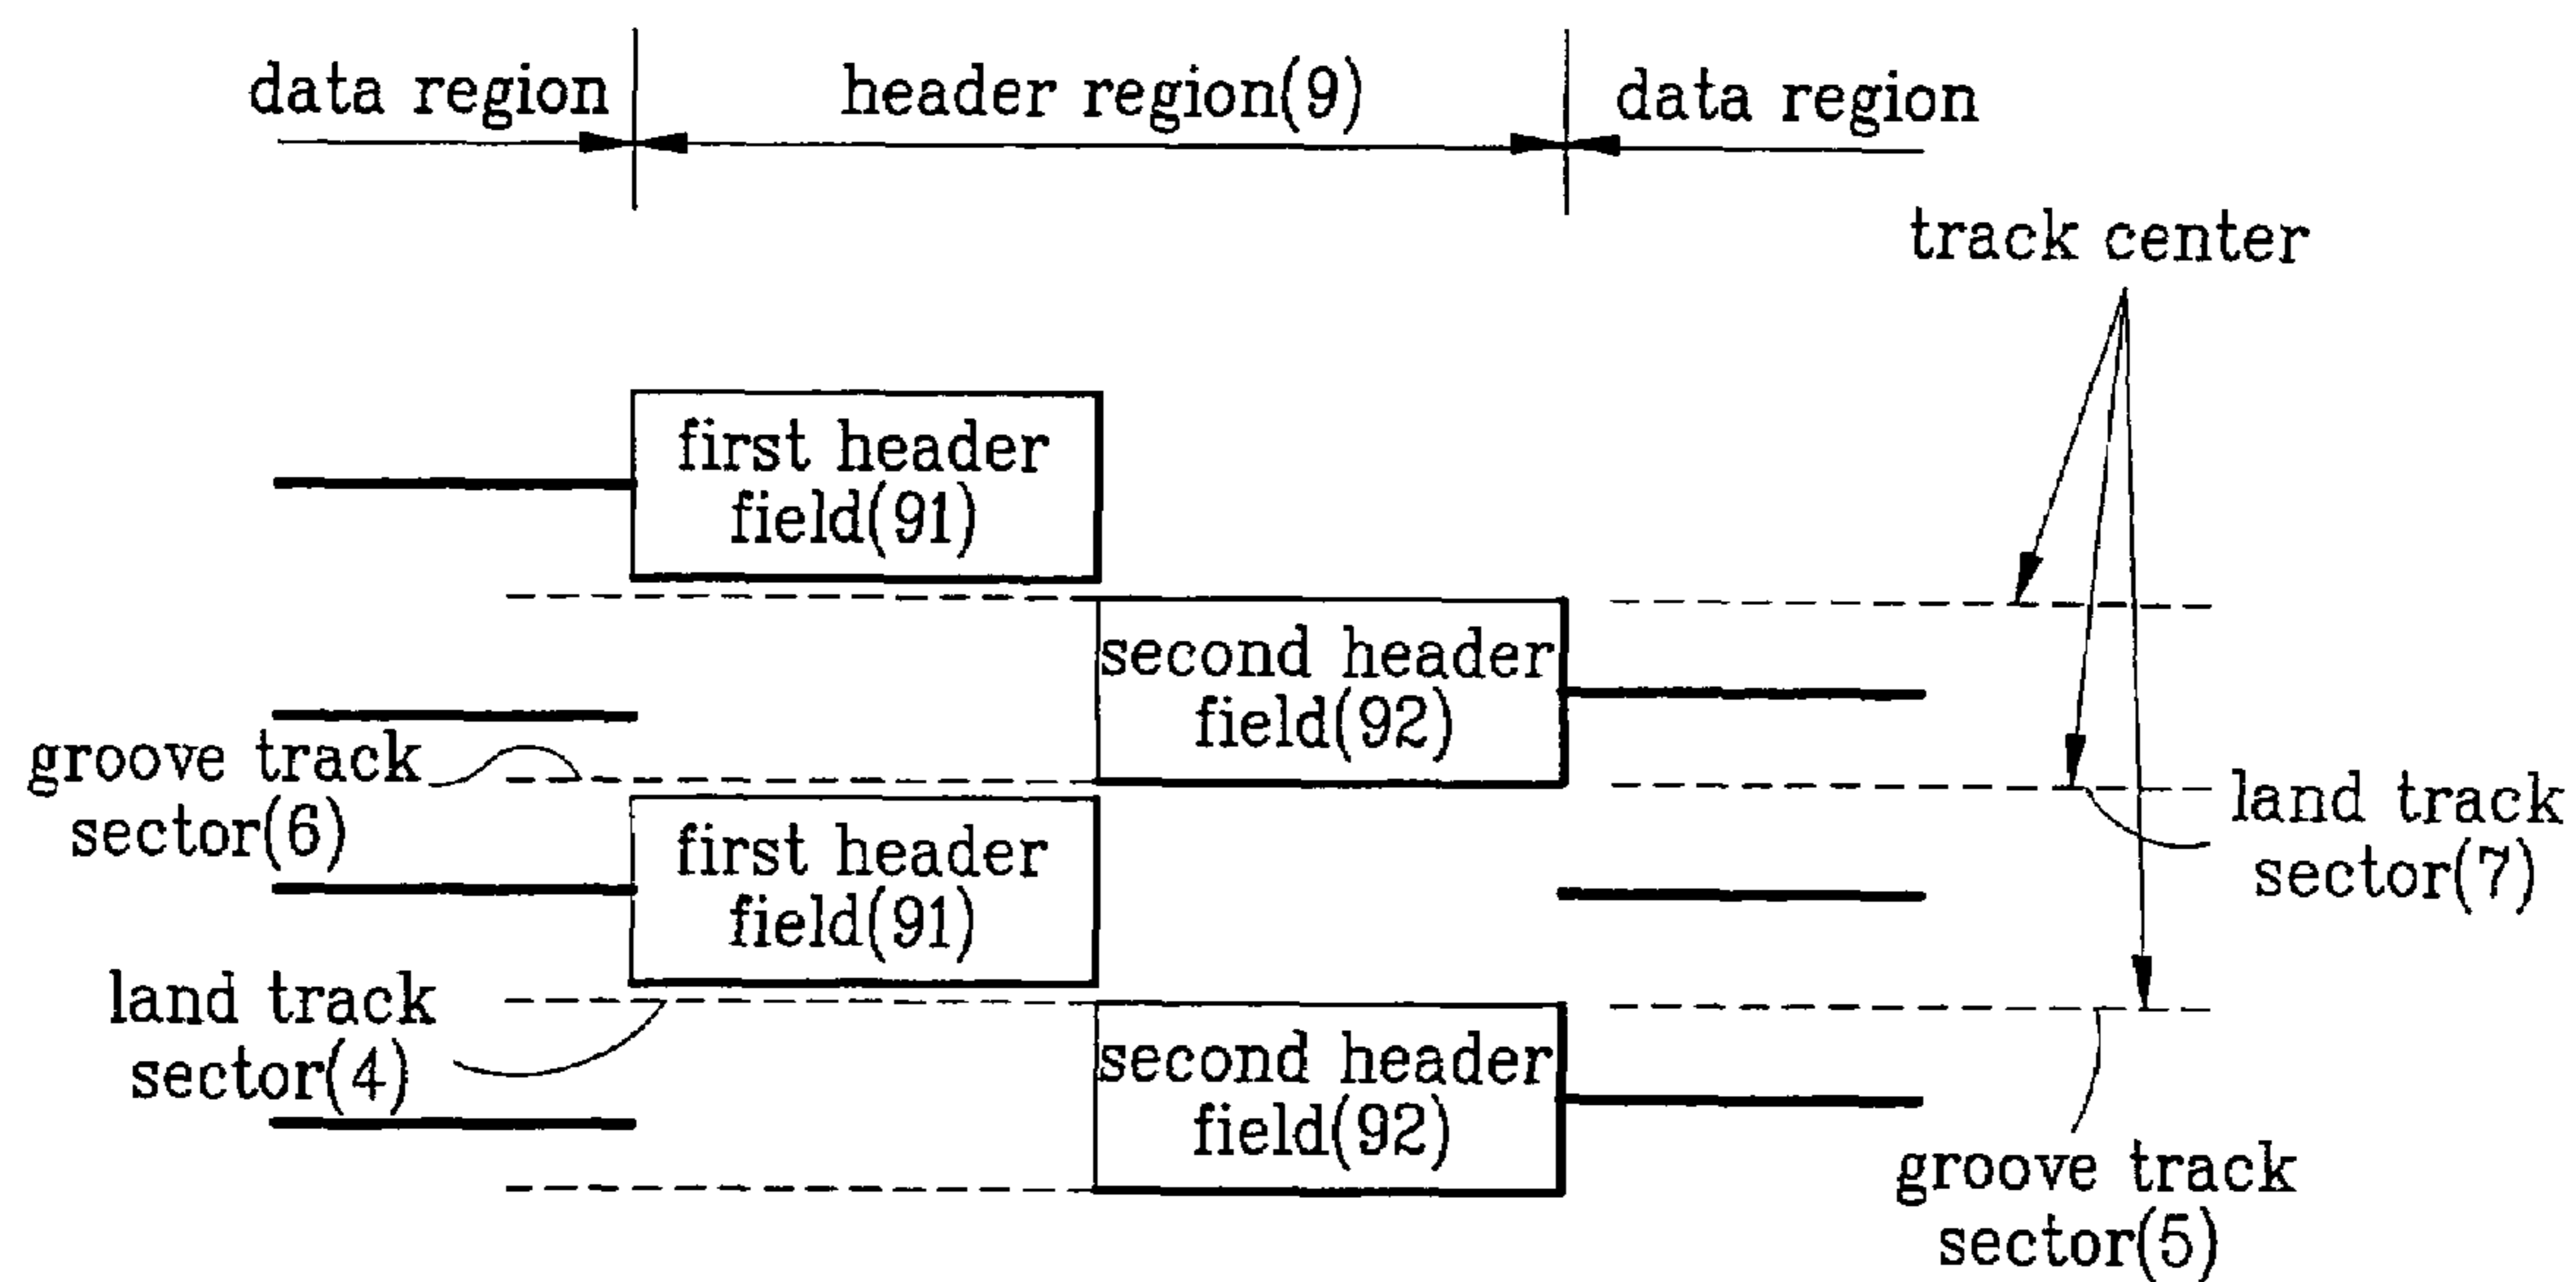 data region
header region(9)
data region
track center
first header
field(91)
second header
field(92)
groove track
sector(6)
land track
sector(7)
first header
field(91)
land track
sector(4)
second header
field(92)
groove track
sector(5)